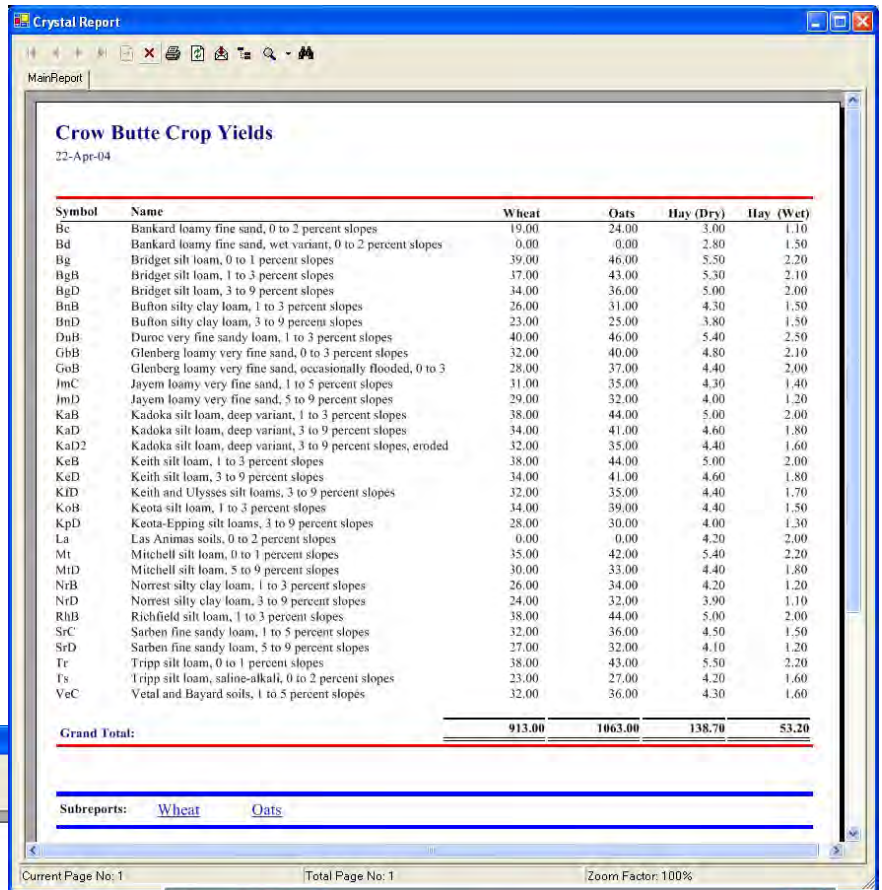 Crystal Report
MainReport
Crow Butte Crop Yields
22-Apr-04
Symbol Name Wheat Oats Hay (Dry) Hay (Wet)
Bc Bankard loamy fine sand, 0 to 2 percent slopes 19.00 24.00 3.00 1.10
Bd Bankard loamy fine sand, wet variant, 0 to 2 percent slopes 0.00 0.00 2.80 1.50
Bg Bridget silt loam, 0 to 1 percent slopes 39.00 46.00 5.50 2.20
BgB Bridget silt loam, 1 to 3 percent slopes 37.00 43.00 5.30 2.10
BgD Bridget silt loam, 3 to 9 percent slopes 34.00 36.00 5.00 2.00
BnB Bufton silty clay loam, 1 to 3 percent slopes 26.00 31.00 4.30 1.50
BnD Bufton silty clay loam, 3 to 9 percent slopes 23.00 25.00 3.80 1.50
DuB Duroc very fine sandy loam, 1 to 3 percent slopes 40.00 46.00 5.40 2.50
GbB Glenberg loamy very fine sand, 0 to 3 percent slopes 32.00 40.00 4.80 2.10
GoB Glenberg loamy very fine sand, occasionally flooded, 0 to 3 28.00 37.00 4.40 2.00
JmC Jayem loamy very fine sand, 1 to 5 percent slopes 31.00 35.00 4.30 1.40
JmD Jayem loamy very fine sand, 5 to 9 percent slopes 29.00 32.00 4.00 1.20
KaB Kadoka silt loam, deep variant, 1 to 3 percent slopes 38.00 44.00 5.00 2.00
KaD Kadoka silt loam, deep variant, 3 to 9 percent slopes 34.00 41.00 4.60 1.80
KaD2 Kadoka silt loam, deep variant, 3 to 9 percent slopes, eroded 32.00 35.00 4.40 1.60
KeB Keith silt loam, 1 to 3 percent slopes 38.00 44.00 5.00 2.00
KeD Keith silt loam, 3 to 9 percent slopes 34.00 41.00 4.60 1.80
KfD Keith and Ulysses silt loams, 3 to 9 percent slopes 32.00 35.00 4.40 1.70
KoB Keota silt loam, 1 to 3 percent slopes 34.00 39.00 4.40 1.50
KpD Keota-Epping silt loams, 3 to 9 percent slopes 28.00 30.00 4.00 1.30
La Las Animas soils, 0 to 2 percent slopes 0.00 0.00 4.20 2.00
Mt Mitchell silt loam, 0 to 1 percent slopes 35.00 42.00 5.40 2.20
MtD Mitchell silt loam, 5 to 9 percent slopes 30.00 33.00 4.40 1.80
NrB Norrest silty clay loam, 1 to 3 percent slopes 26.00 34.00 4.20 1.20
NrD Norrest silty clay loam, 3 to 9 percent slopes 24.00 32.00 3.90 1.10
RhB Richfield silt loam, 1 to 3 percent slopes 38.00 44.00 5.00 2.00
SrC Sarben fine sandy loam, 1 to 5 percent slopes 32.00 36.00 4.50 1.50
SrD Sarben fine sandy loam, 5 to 9 percent slopes 27.00 32.00 4.10 1.20
Tr Tripp silt loam, 0 to 1 percent slopes 38.00 43.00 5.50 2.20
Ts Tripp silt loam, saline-alkali, 0 to 2 percent slopes 23.00 27.00 4.20 1.60
VeC Vetal and Bayard soils, 1 to 5 percent slopes 32.00 36.00 4.30 1.60
Grand Total: 913.00 1063.00 138.70 53.20
Subreports: Wheat Oats
Current Page No: 1 Total Page No: 1 Zoom Factor: 100%